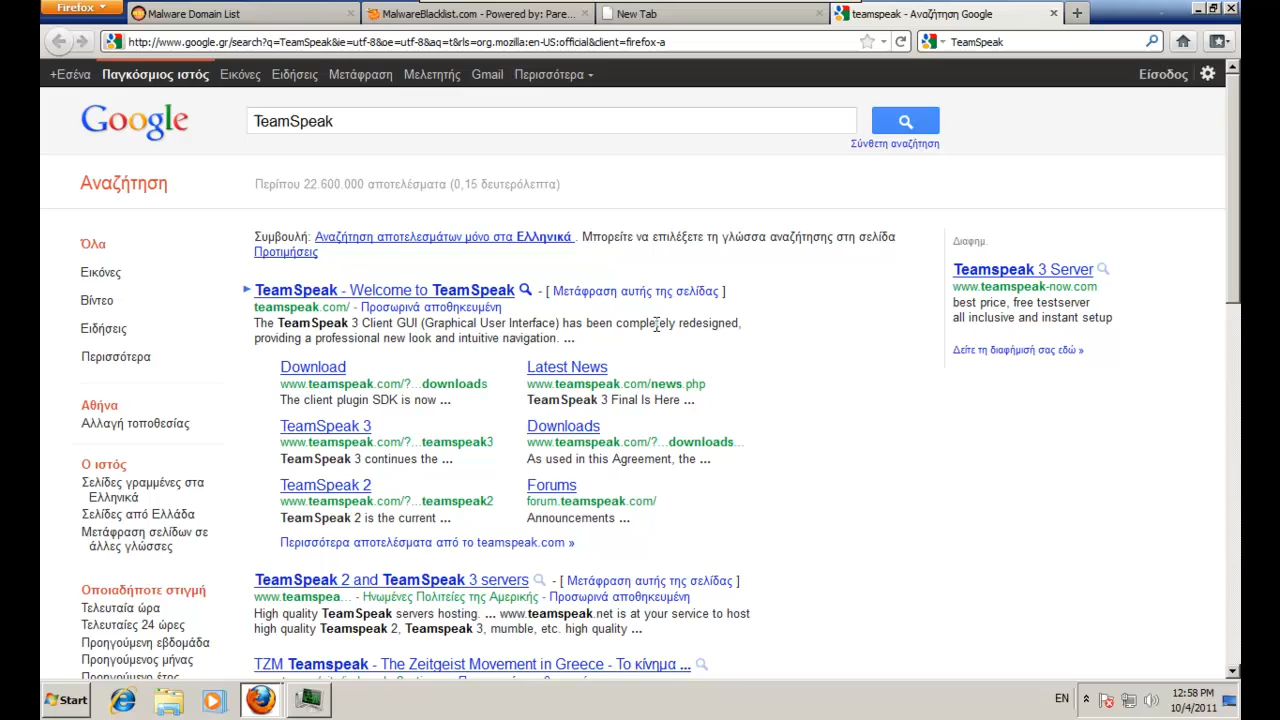 Firefox
Malware Domain List
MalwareBlacklist.com - Powered by: Pare...
New Tab
teamspeak - Αναζήτηση Google
http://www.google.gr/search?q=TeamSpeak&ie=utf-8&oe=utf-8&aq=t&rls=org.mozilla:en-US:official&client=firefox-a
TeamSpeak
+Εσένα Παγκόσμιος ιστός Εικόνες Ειδήσεις Μετάφραση Μελετητής Gmail Περισσότερα
Είσοδος
Google
TeamSpeak
Σύνθετη αναζήτηση
Αναζήτηση
Περίπου 22.600.000 αποτελέσματα (0,15 δευτερόλεπτα)
Όλα
Εικόνες
Βίντεο
Ειδήσεις
Περισσότερα
Αθήνα
Αλλαγή τοποθεσίας
Ο ιστός
Σελίδες γραμμένες στα
Ελληνικά
Σελίδες από Ελλάδα
Μετάφραση σελίδων σε
άλλες γλώσσες
Οποιαδήποτε στιγμή
Τελευταία ώρα
Τελευταίες 24 ώρες
Προηγούμενη εβδομάδα
Προηγούμενος μήνας
Προηγούμενο έτος
Συμβουλή: Αναζήτηση αποτελεσμάτων μόνο στα Ελληνικά . Μπορείτε να επιλέξετε τη γλώσσα αναζήτησης στη σελίδα
Προτιμήσεις
TeamSpeak - Welcome to TeamSpeak - [ Μετάφραση αυτής της σελίδας ]
teamspeak.com/ - Προσωρινά αποθηκευμένη
The TeamSpeak 3 Client GUI (Graphical User Interface) has been completely redesigned,
providing a professional new look and intuitive navigation. ...
Download
www.teamspeak.com/?...downloads
The client plugin SDK is now ...
Latest News
www.teamspeak.com/news.php
TeamSpeak 3 Final Is Here ...
TeamSpeak 3
www.teamspeak.com/?...teamspeak3
TeamSpeak 3 continues the ...
Downloads
www.teamspeak.com/?...downloads...
As used in this Agreement, the ...
TeamSpeak 2
www.teamspeak.com/?...teamspeak2
TeamSpeak 2 is the current ...
Forums
forum.teamspeak.com/
Announcements ...
Περισσότερα αποτελέσματα από το teamspeak.com »
TeamSpeak 2 and TeamSpeak 3 servers - [ Μετάφραση αυτής της σελίδας ]
www.teamspea... - Ηνωμένες Πολιτείες της Αμερικής - Προσωρινά αποθηκευμένη
High quality TeamSpeak servers hosting. ... www.teamspeak.net is at your service to host
high quality Teamspeak 2, Teamspeak 3, mumble, etc. high quality ...
TZM Teamspeak - The Zeitgeist Movement in Greece - Το κίνημα ...
Διαφημ.
Teamspeak 3 Server
www.teamspeak-now.com
best price, free testserver
all inclusive and instant setup
Δείτε τη διαφήμισή σας εδώ »
Start
EN
12:58 PM
10/4/2011